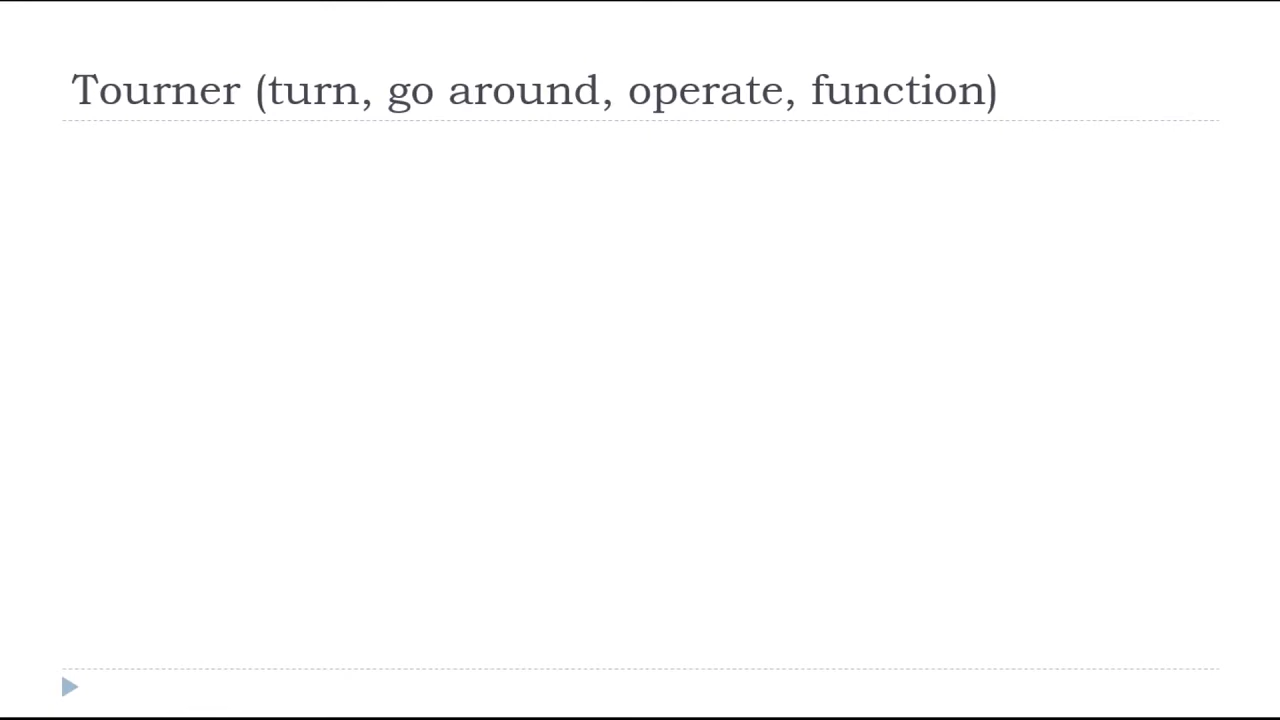 Tourner (turn, go around, operate, function)